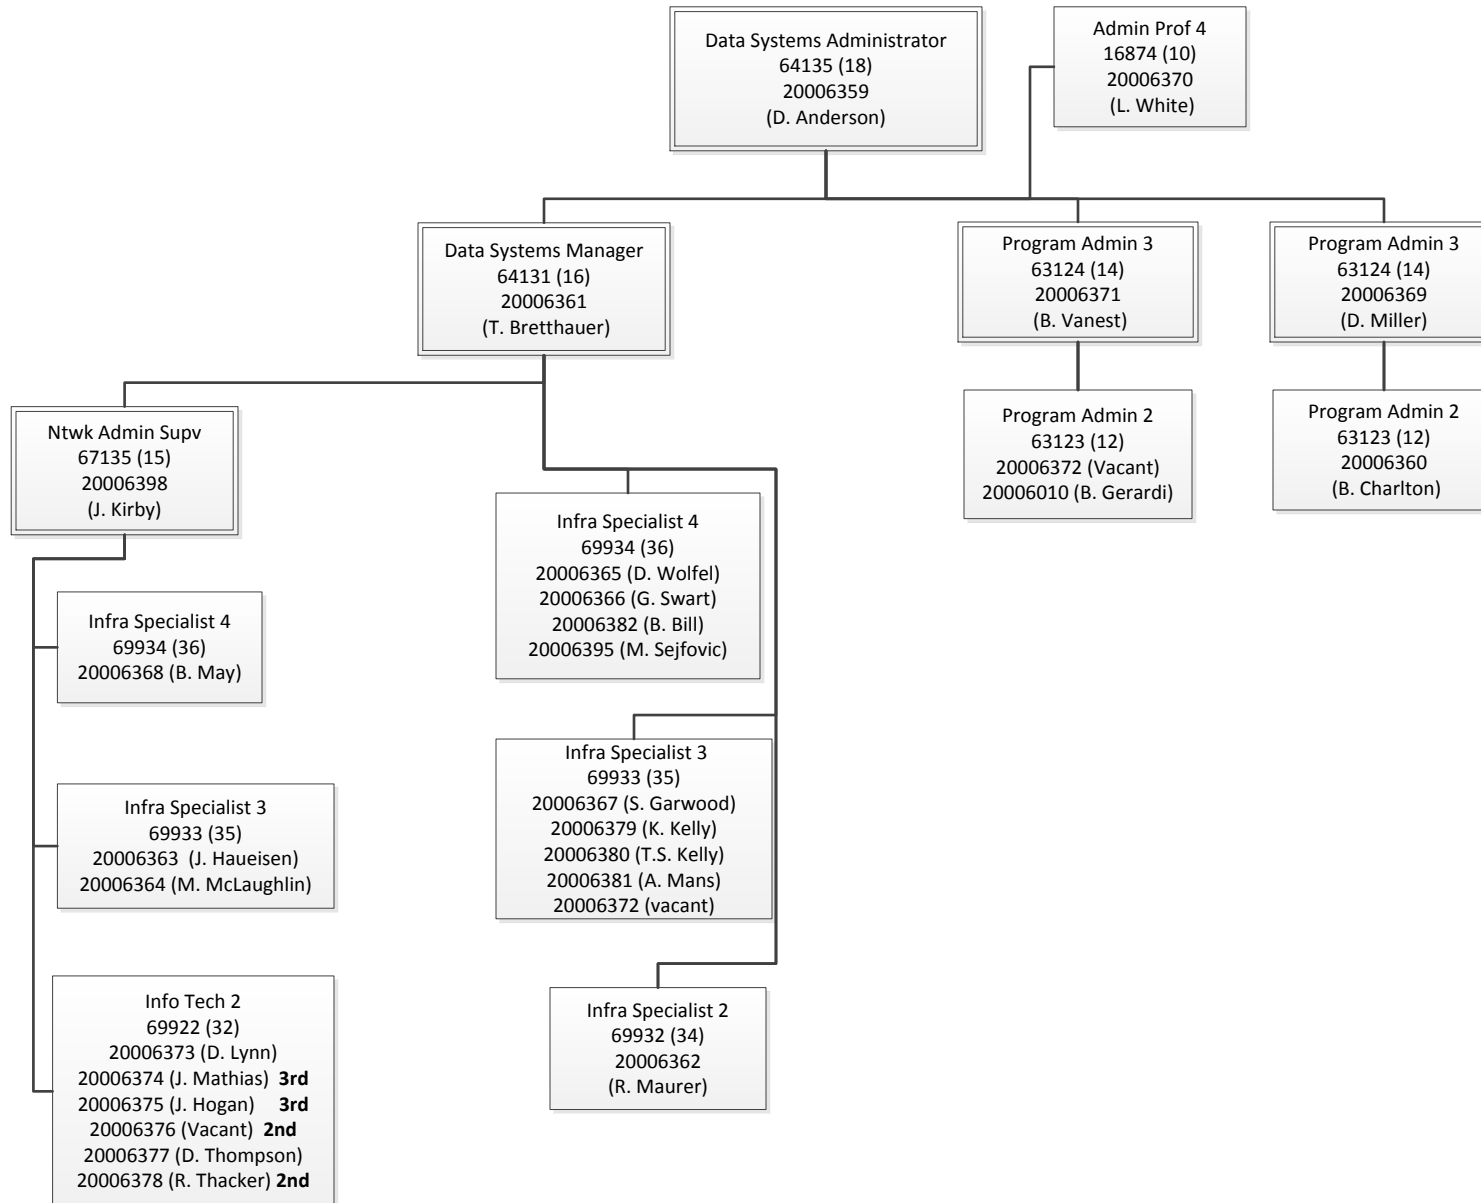 Data Systems Administrator
64135 (18)
20006359
(D. Anderson)
Admin Prof 4
16874 (10)
20006370
(L. White)
Data Systems Manager
64131 (16)
20006361
(T. Bretthauer)
Program Admin 3
63124 (14)
20006371
(B. Vanest)
Program Admin 3
63124 (14)
20006369
(D. Miller)
Ntwk Admin Supv
67135 (15)
20006398
(J. Kirby)
Program Admin 2
63123 (12)
20006372 (Vacant)
20006010 (B. Gerardi)
Program Admin 2
63123 (12)
20006360
(B. Charlton)
Infra Specialist 4
69934 (36)
20006365 (D. Wolfel)
20006366 (G. Swart)
20006382 (B. Bill)
20006395 (M. Sejfovic)
Infra Specialist 4
69934 (36)
20006368 (B. May)
Infra Specialist 3
69933 (35)
20006367 (S. Garwood)
20006379 (K. Kelly)
20006380 (T.S. Kelly)
20006381 (A. Mans)
20006372 (vacant)
Infra Specialist 3
69933 (35)
20006363 (J. Haueisen)
20006364 (M. McLaughlin)
Info Tech 2
69922 (32)
20006373 (D. Lynn)
20006374 (J. Mathias) 3rd
20006375 (J. Hogan) 3rd
20006376 (Vacant) 2nd
20006377 (D. Thompson)
20006378 (R. Thacker) 2nd
Infra Specialist 2
69932 (34)
20006362
(R. Maurer)